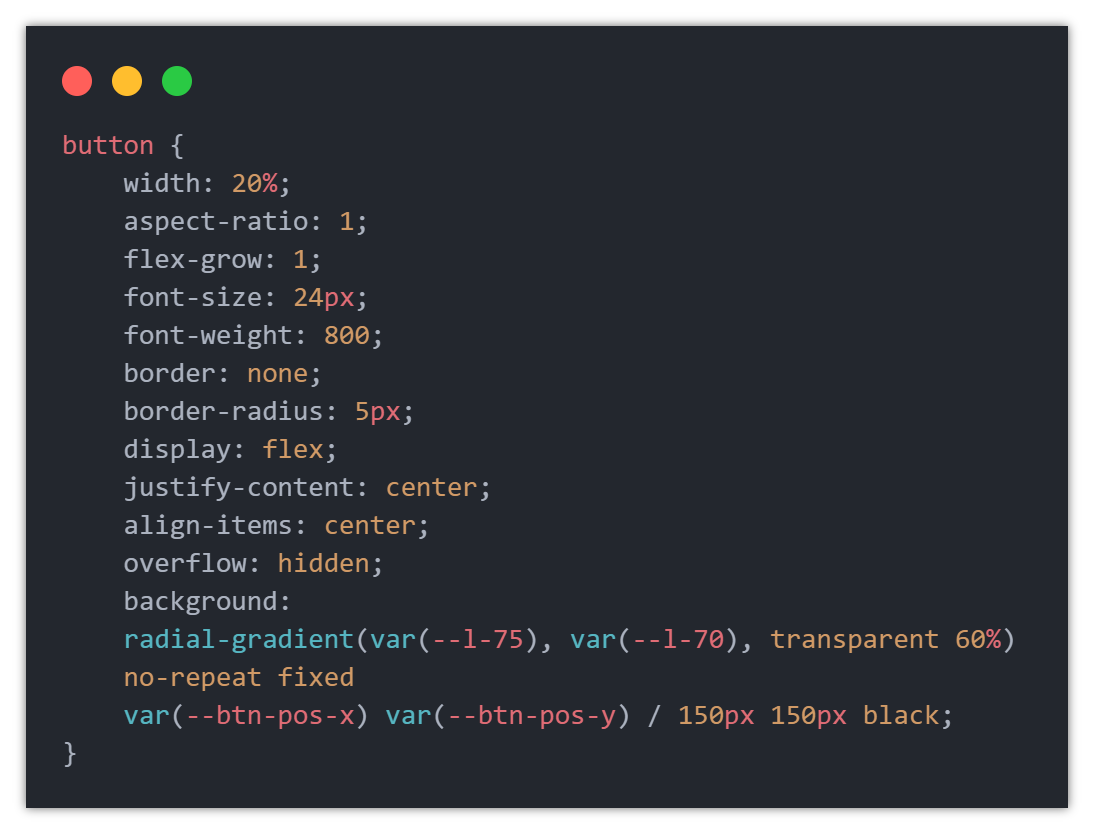 button {
    width: 20%;
    aspect-ratio: 1;
    flex-grow: 1;
    font-size: 24px;
    font-weight: 800;
    border: none;
    border-radius: 5px;
    display: flex;
    justify-content: center;
    align-items: center;
    overflow: hidden;
    background:
    radial-gradient(var(--l-75), var(--l-70), transparent 60%)
    no-repeat fixed
    var(--btn-pos-x) var(--btn-pos-y) / 150px 150px black;
}